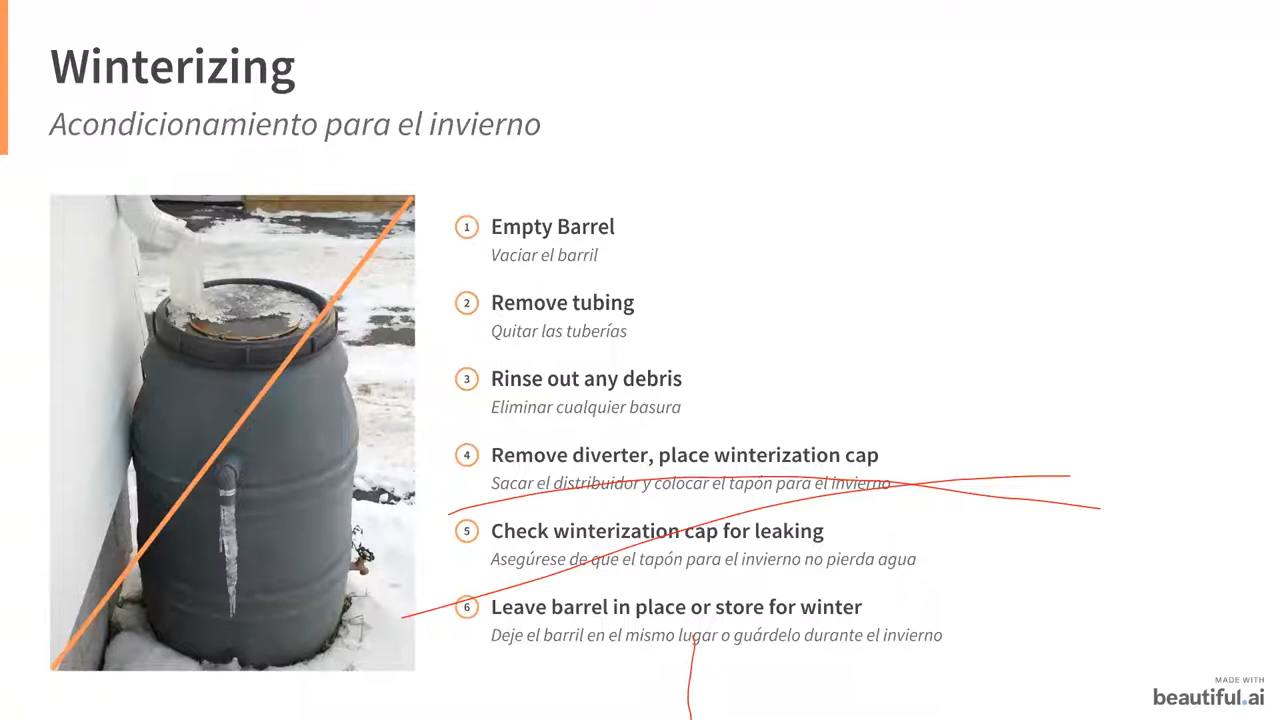 Winterizing
Acondicionamiento para el invierno
1 Empty Barrel
Vaciar el barril
2 Remove tubing
Quitar las tuberías
3 Rinse out any debris
Eliminar cualquier basura
4 Remove diverter, place winterization cap
Sacar el distribuidor y colocar el tapón para el invierno
5 Check winterization cap for leaking
Asegúrese de que el tapón para el invierno no pierda agua
6 Leave barrel in place or store for winter
Deje el barril en el mismo lugar o guárdelo durante el invierno
MADE WITH
beautiful.ai